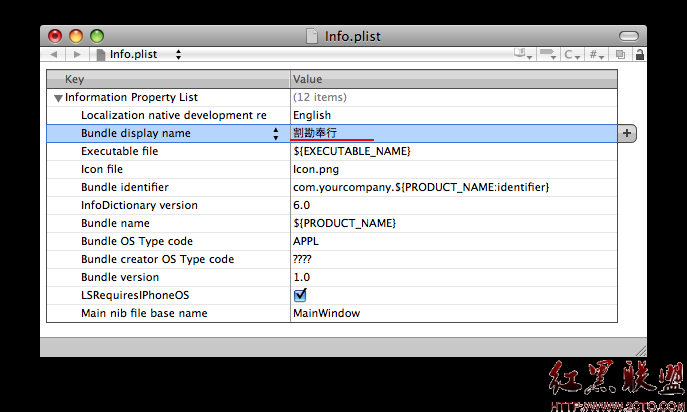 Info.plist
Info.plist
C
#
Key Value
Information Property List (12 items)
Localization native development re English
Bundle display name 割勘奉行
Executable file ${EXECUTABLE_NAME}
Icon file Icon.png
Bundle identifier com.yourcompany.${PRODUCT_NAME:identifier}
InfoDictionary version 6.0
Bundle name ${PRODUCT_NAME}
Bundle OS Type code APPL
Bundle creator OS Type code ????
Bundle version 1.0
LSRequiresIPhoneOS
Main nib file base name MainWindow
红黑联盟
HTTP://WWW.2CTO.COM